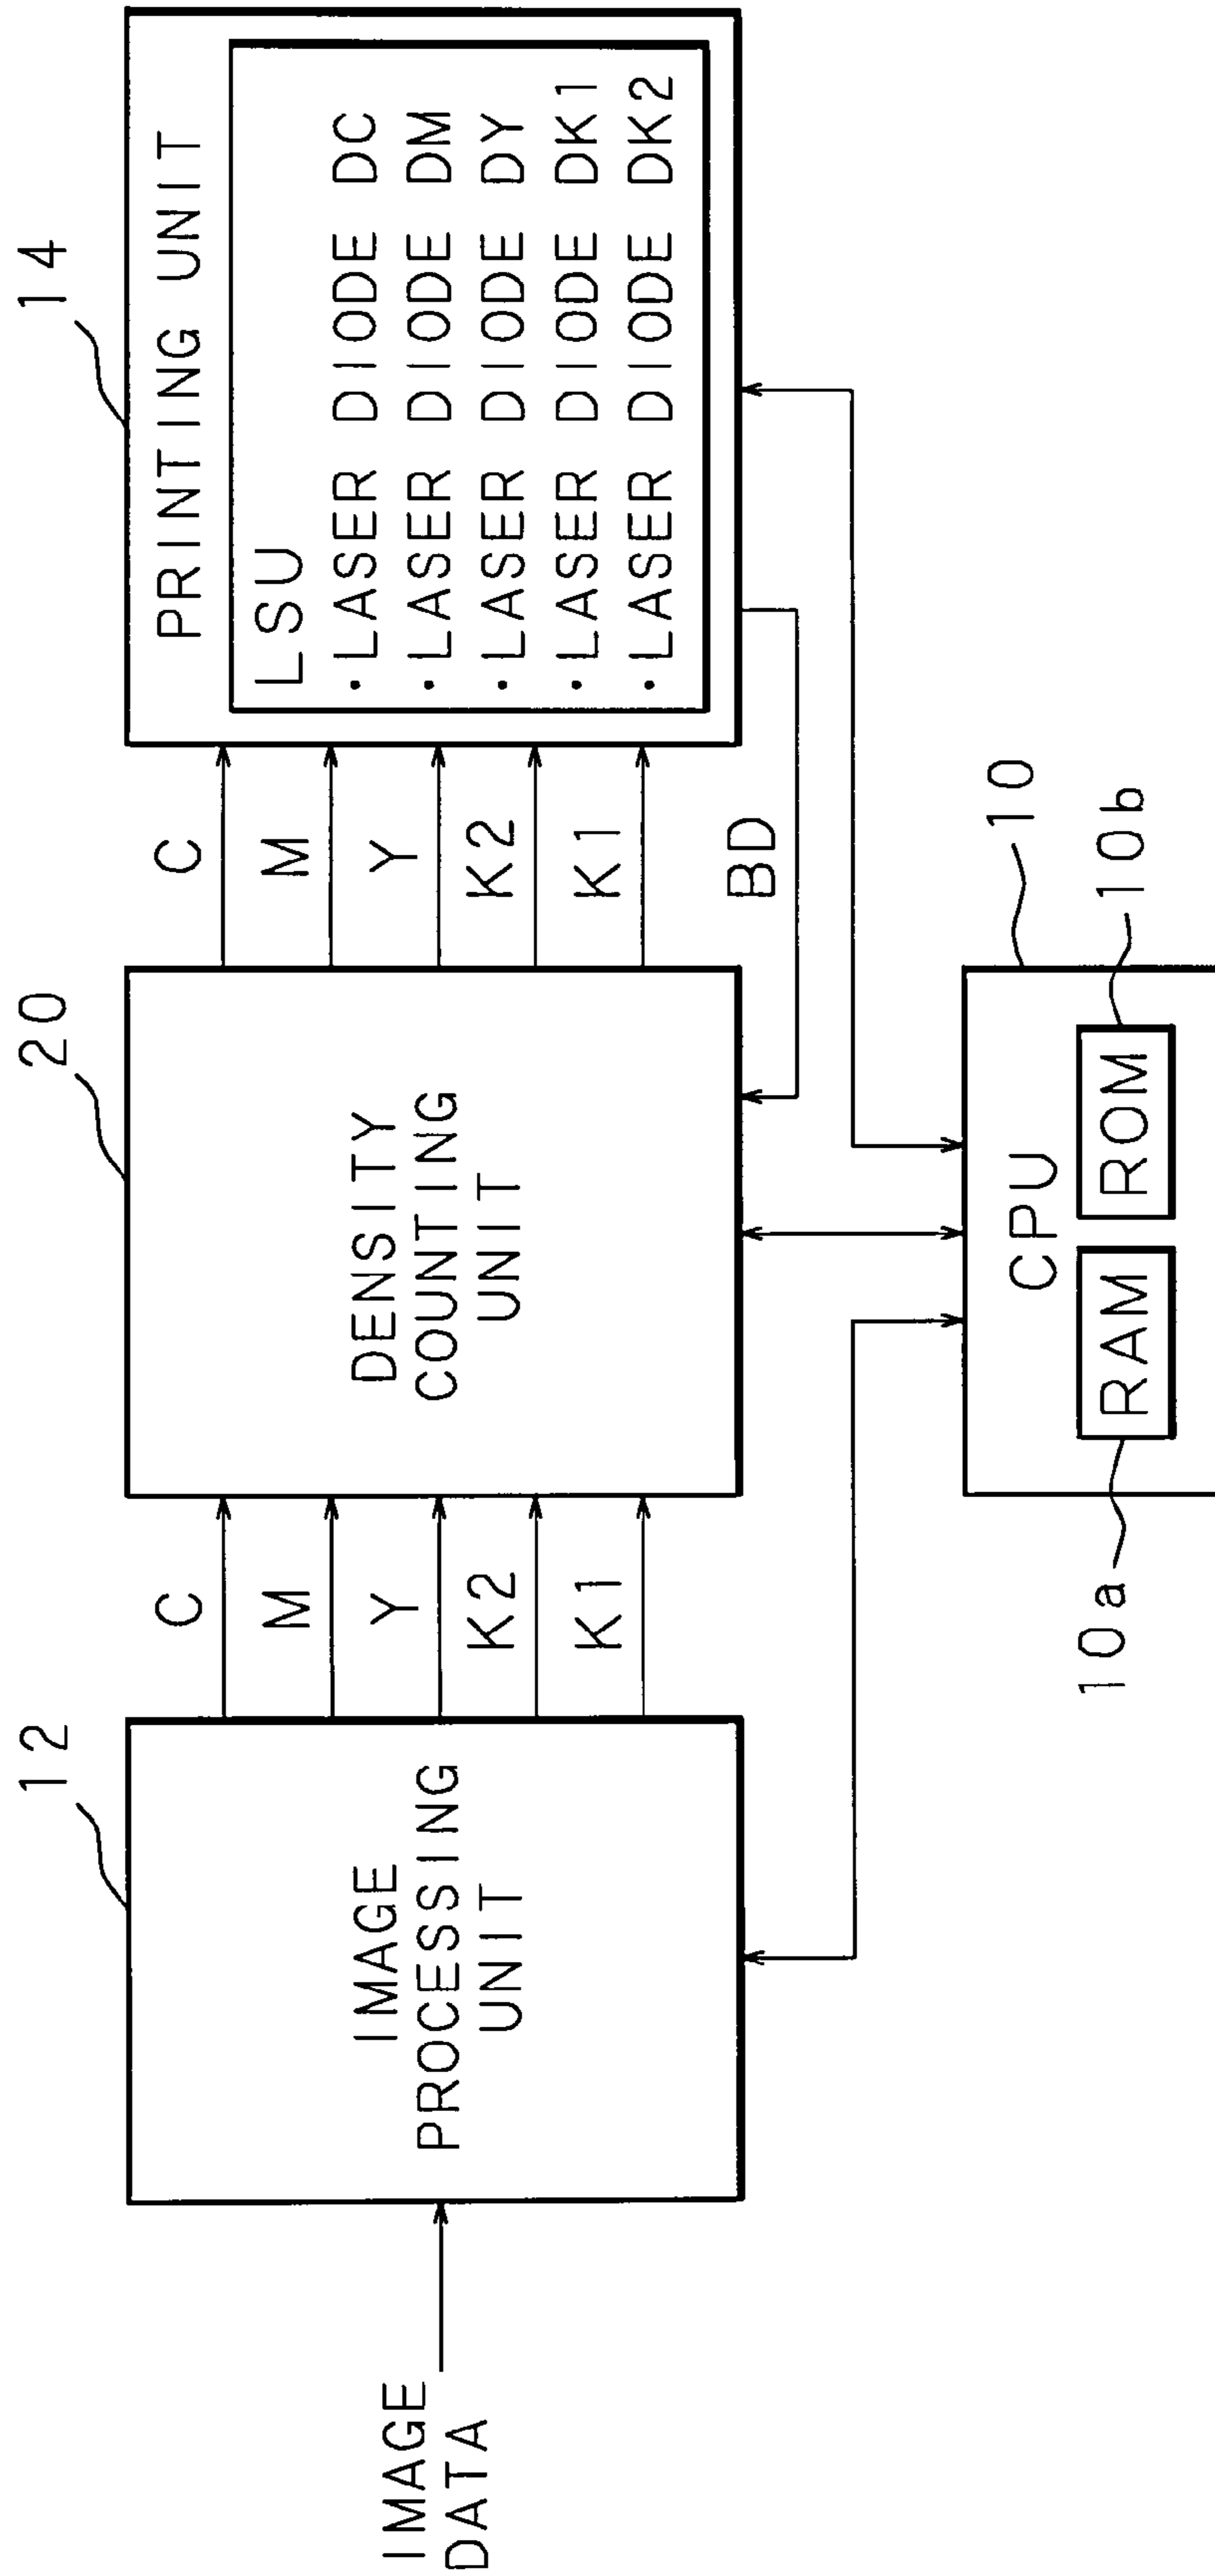 IMAGE
DATA
12
IMAGE
PROCESSING
UNIT
C
M
Y
K2
K1
20
DENSITY
COUNTING
UNIT
C
M
Y
K2
K1
BD
14
PRINTING UNIT
LSU
・LASER DIODE DC
・LASER DIODE DM
・LASER DIODE DY
・LASER DIODE DK1
・LASER DIODE DK2
10
CPU
RAM
ROM
10a
10b